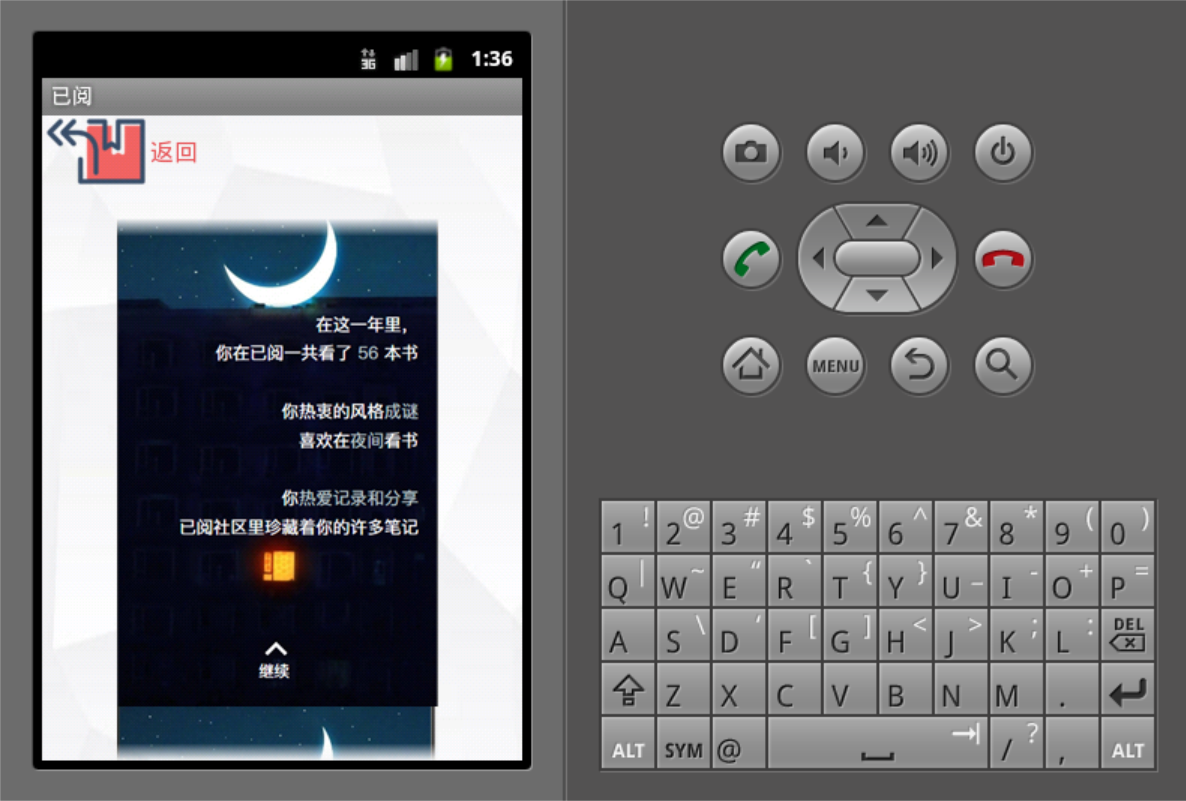 3G
1:36
已阅
返回
在这一年里，
你在已阅一共看了 56 本书
你热衷的风格成谜
喜欢在夜间看书
你热爱记录和分享
已阅社区里珍藏着你的许多笔记
继续
MENU
1 ! 2 @ 3 # 4 $ 5 % 6 ^ 7 & 8 * 9 ( 0 )
Q | W ~ E “ R ` T { Y } U _ I - O + P =
A S \ D ‘ F [ G ] H < J > K ; L : DEL
Z X C V B N M .
ALT SYM @ / ? , ALT